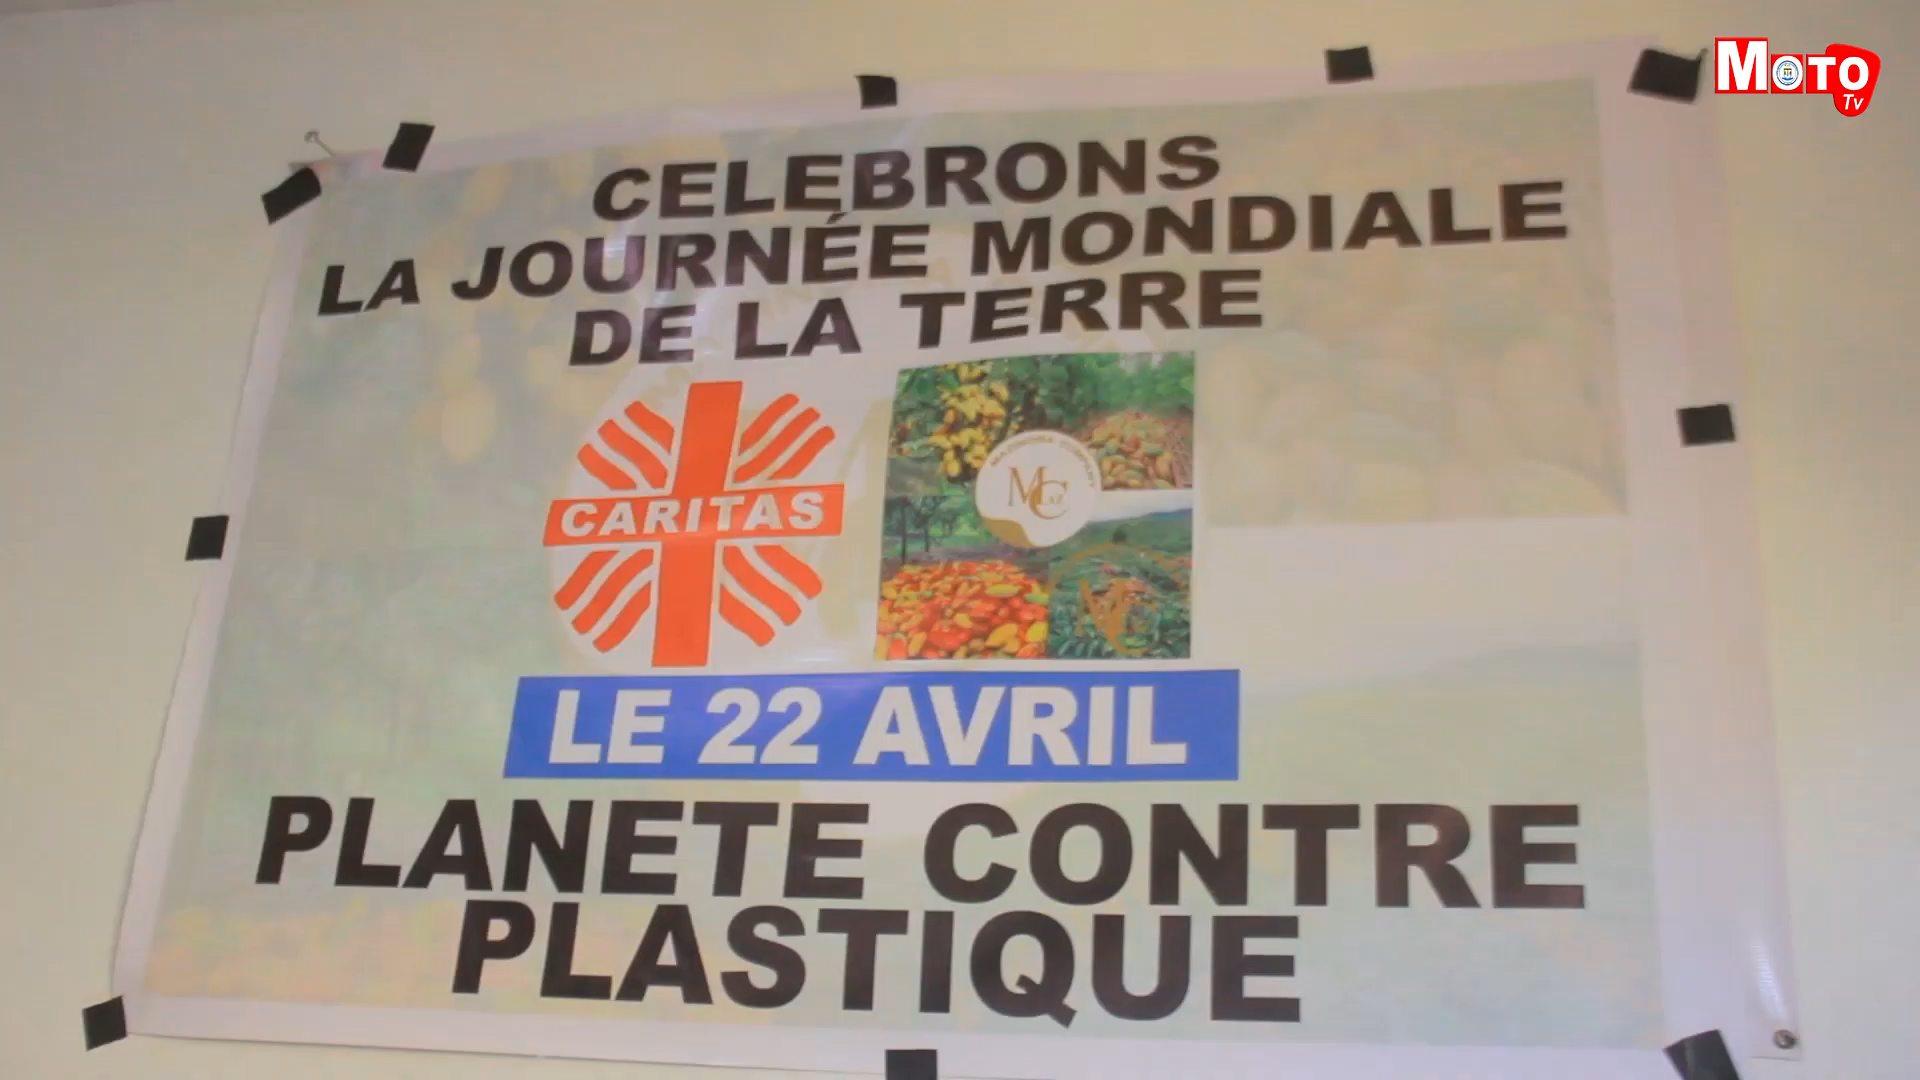 MOTO
Tv
CELEBRONS
LA JOURNÉE MONDIALE
DE LA TERRE
CARITAS
MC
LE 22 AVRIL
PLANETE CONTRE
PLASTIQUE